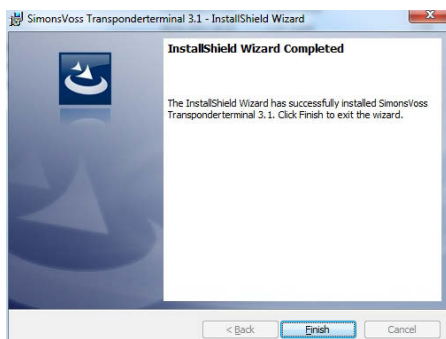 SimonsVoss Transponderterminal 3.1 - InstallShield Wizard
InstallShield Wizard Completed
The InstallShield Wizard has successfully installed SimonsVoss
Transponderterminal 3.1. Click Finish to exit the wizard.
< Back
Finish
Cancel